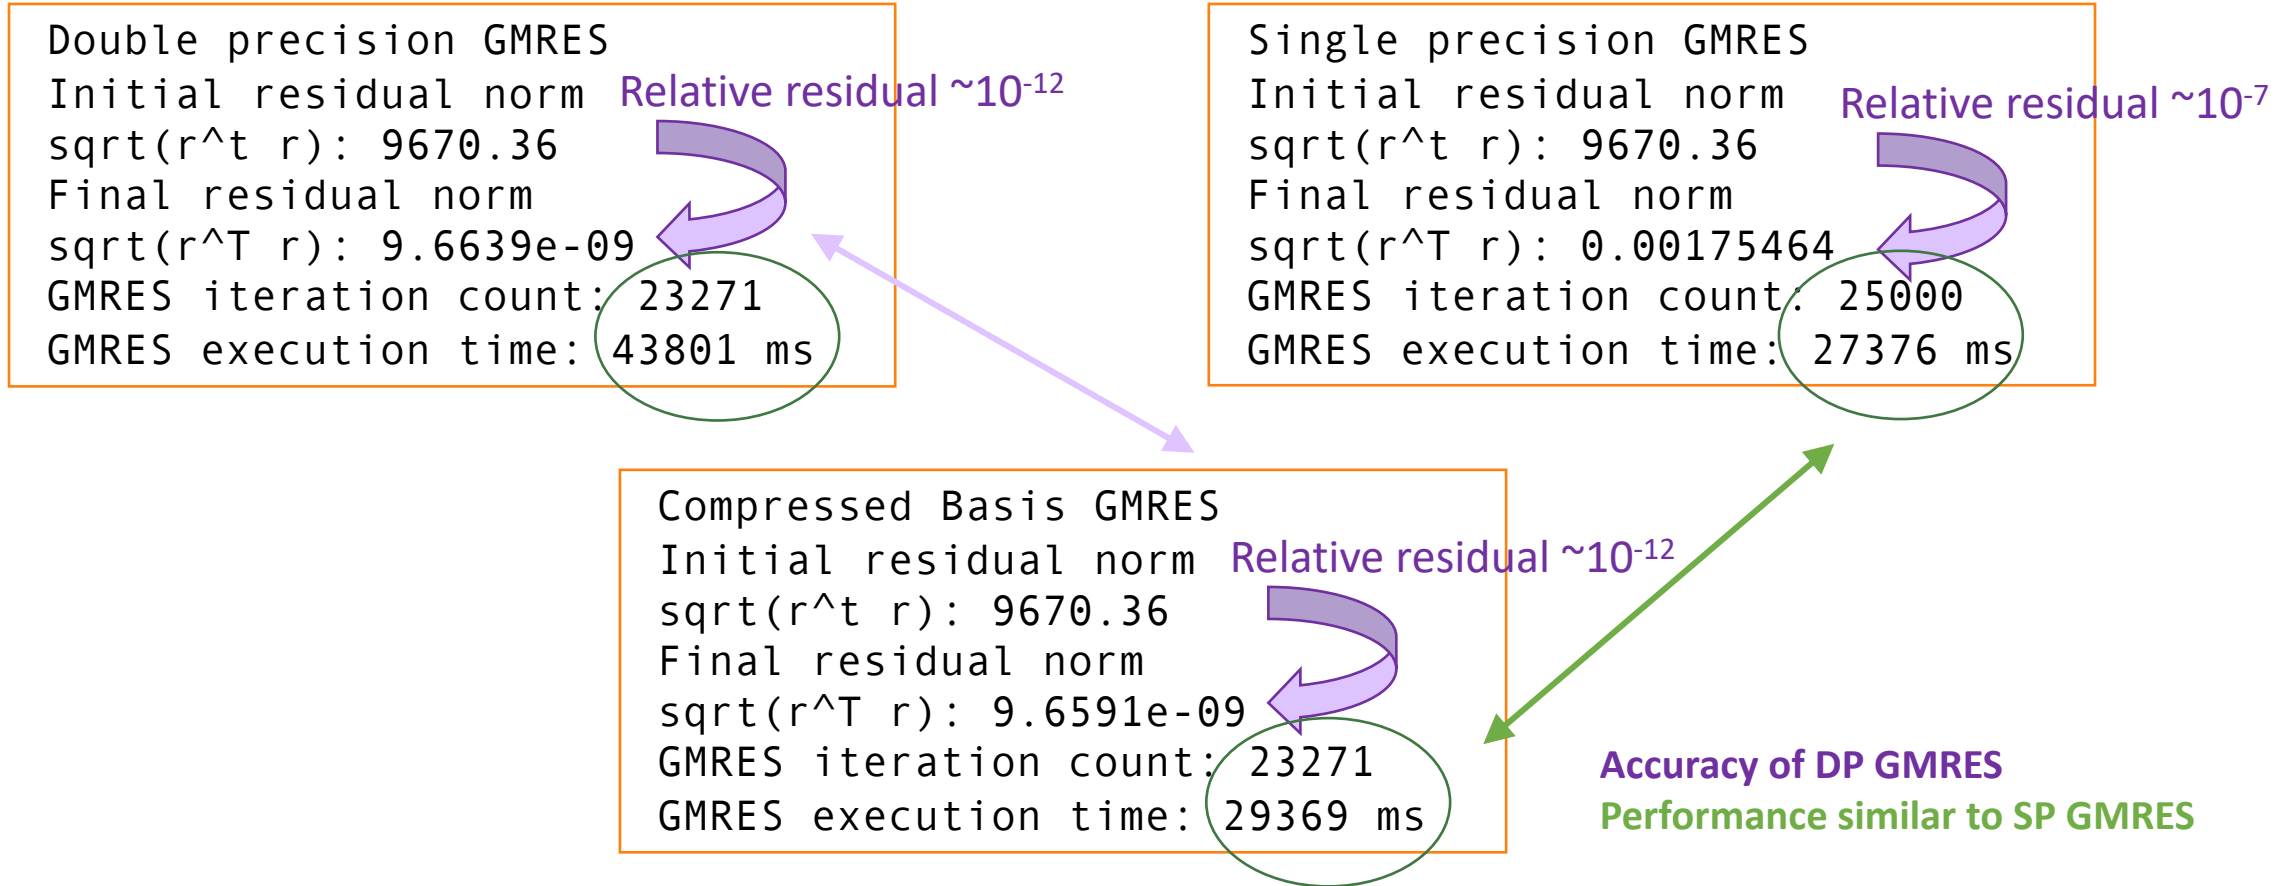 Double precision GMRES
Initial residual norm
Relative residual ~10-12
sqrt(r^t r): 9670.36
Final residual norm
sqrt(r^T r): 9.6639e-09
GMRES iteration count: 23271
GMRES execution time: 43801 ms
Single precision GMRES
Initial residual norm
Relative residual ~10-7
sqrt(r^t r): 9670.36
Final residual norm
sqrt(r^T r): 0.00175464
GMRES iteration count: 25000
GMRES execution time: 27376 ms
Compressed Basis GMRES
Initial residual norm
Relative residual ~10-12
sqrt(r^t r): 9670.36
Final residual norm
sqrt(r^T r): 9.6591e-09
GMRES iteration count: 23271
GMRES execution time: 29369 ms
Accuracy of DP GMRES
Performance similar to SP GMRES